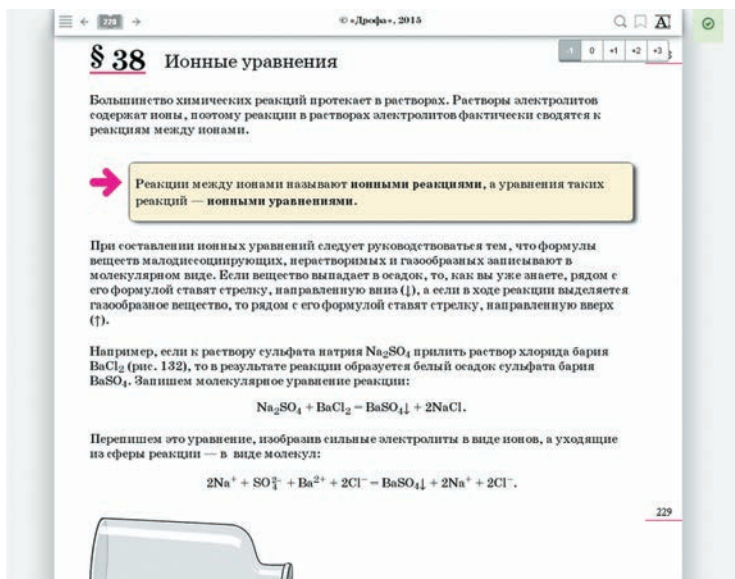 228
© «Дрофа», 2015
А
-1 0 +1 +2 +3
§ 38 Ионные уравнения
Большинство химических реакций протекает в растворах. Растворы электролитов
содержат ионы, поэтому реакции в растворах электролитов фактически сводятся к
реакциям между ионами.
Реакции между ионами называют ионными реакциями, а уравнения таких
реакций — ионными уравнениями.
При составлении ионных уравнений следует руководствоваться тем, что формулы
веществ малодиссоциирующих, нерастворимых и газообразных записывают в
молекулярном виде. Если вещество выпадает в осадок, то, как вы уже знаете, рядом с
его формулой ставят стрелку, направленную вниз (↓), а если в ходе реакции выделяется
газообразное вещество, то рядом с его формулой ставят стрелку, направленную вверх
(↑).
Например, если к раствору сульфата натрия Na₂SO₄ прилить раствор хлорида бария
BaCl₂ (рис. 132), то в результате реакции образуется белый осадок сульфата бария
BaSO₄. Запишем молекулярное уравнение реакции:
Na₂SO₄ + BaCl₂ = BaSO₄↓ + 2NaCl.
Перепишем это уравнение, изобразив сильные электролиты в виде ионов, а уходящие
из сферы реакции — в виде молекул:
2Na⁺ + SO₄²⁻ + Ba²⁺ + 2Cl⁻ = BaSO₄↓ + 2Na⁺ + 2Cl⁻.
229